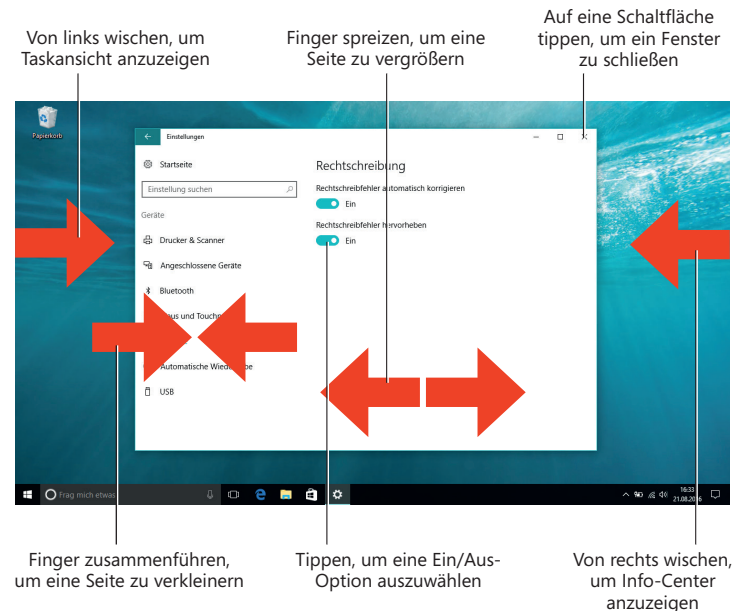 Von links wischen, um
Taskansicht anzuzeigen
Finger spreizen, um eine
Seite zu vergrößern
Auf eine Schaltfläche
tippen, um ein Fenster
zu schließen
Papierkorb
Einstellungen
Startseite
Einstellung suchen
Geräte
Drucker & Scanner
Angeschlossene Geräte
Bluetooth
und
Automatische
USB
Rechtschreibung
Rechtschreibfehler automatisch korrigieren
Ein
Rechtschreibfehler hervorheben
Ein
Frag mich etwas
16:33
21.08.2016
Finger zusammenführen,
um eine Seite zu verkleinern
Tippen, um eine Ein/Aus-
Option auszuwählen
Von rechts wischen,
um Info-Center
anzuzeigen